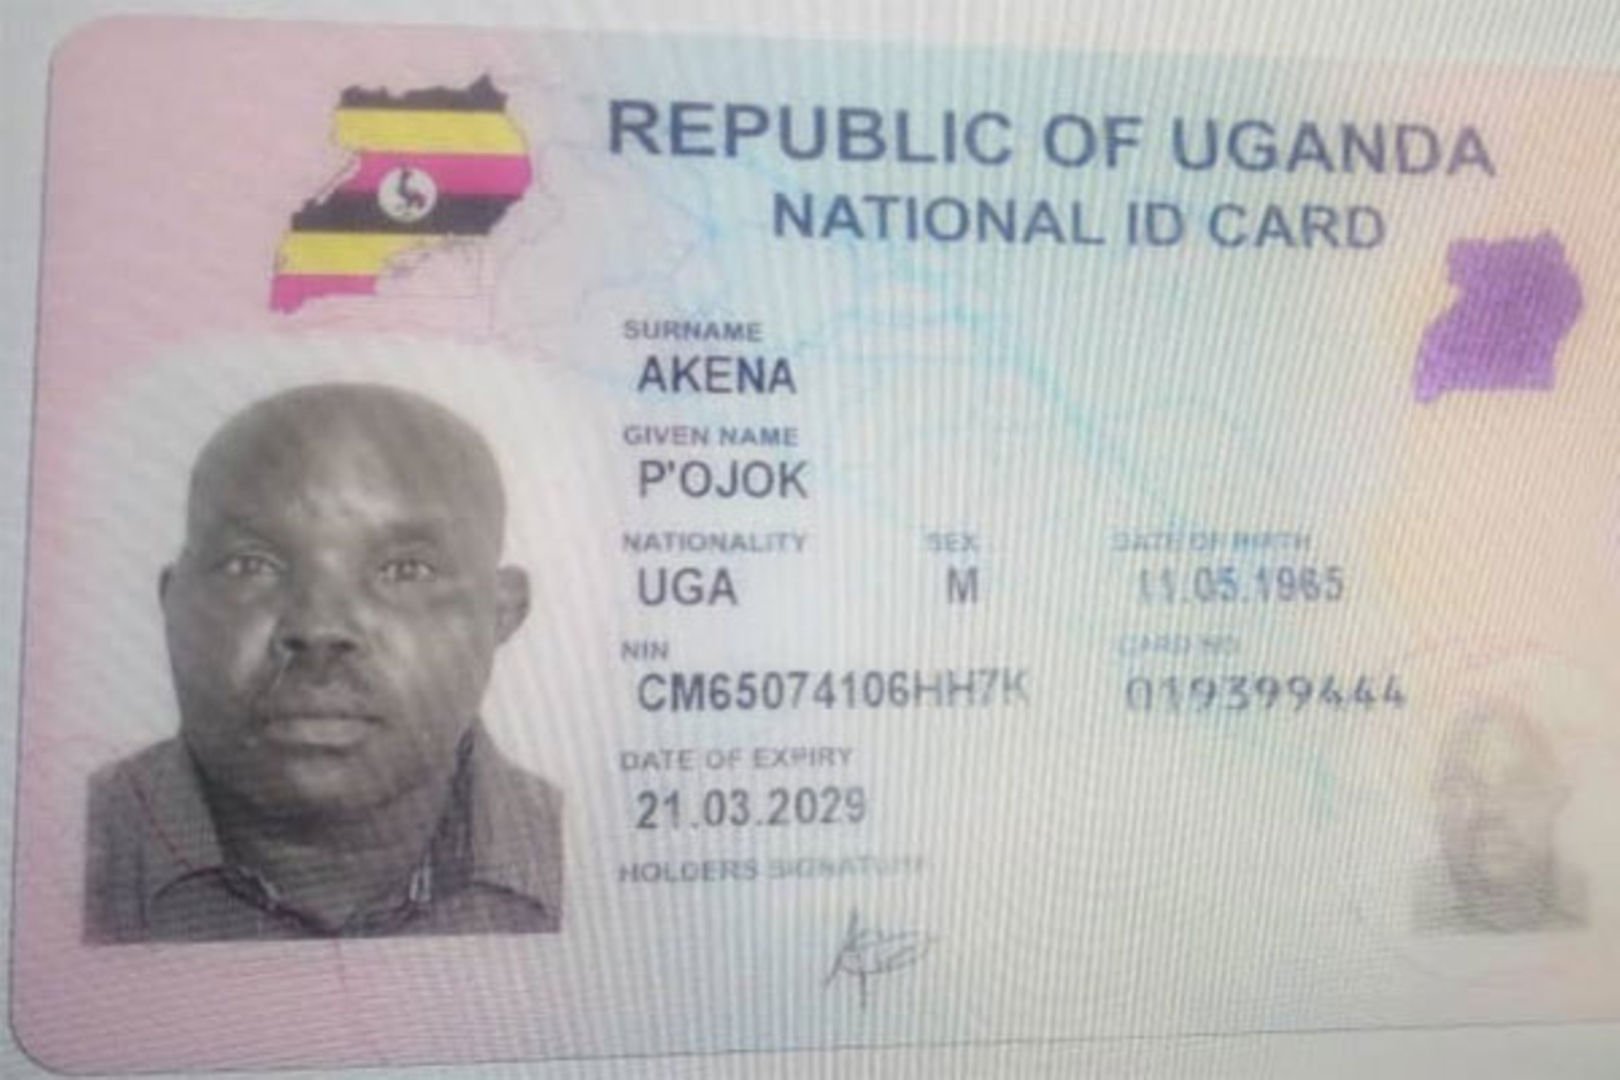 REPUBLIC OF UGANDA
NATIONAL ID CARD
SURNAME
AKENA
GIVEN NAME
P'OJOK
NATIONALITY SEX DATE OF BIRTH
UGA M 11.05.1965
NIN CARD NO.
CM65074106HH7K 019399444
DATE OF EXPIRY
21.03.2029
HOLDERS SIGNATURE